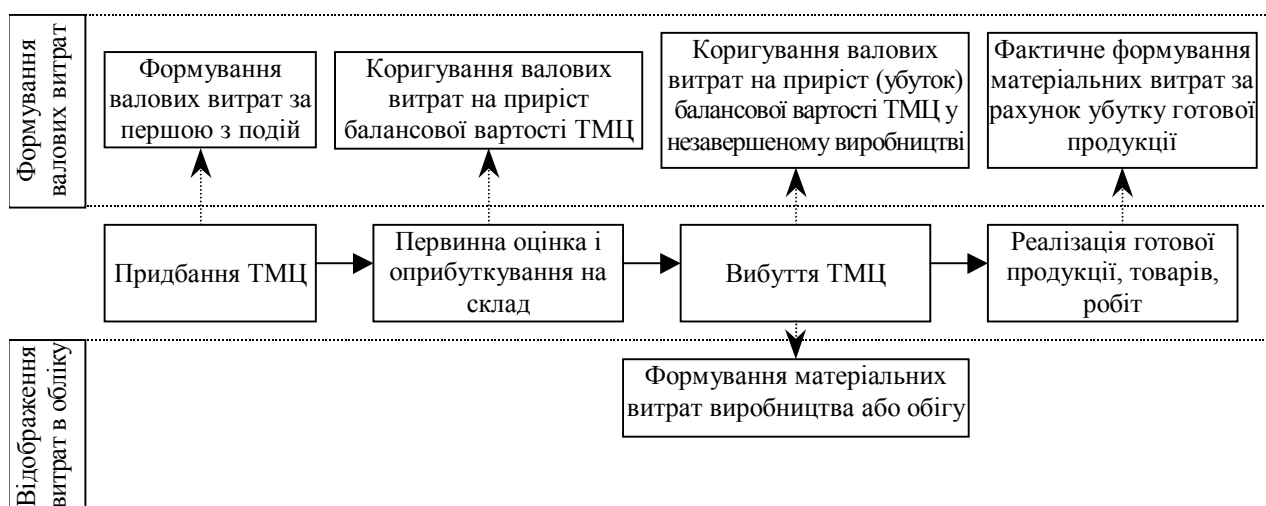 Формування
валових витрат
Формування
валових витрат за
першою з подій
Коригування валових
витрат на приріст
балансової вартості ТМЦ
Коригування валових
витрат на приріст (убуток)
балансової вартості ТМЦ у
незавершеному виробництві
Фактичне формування
матеріальних витрат за
рахунок убутку готової
продукції
Придбання ТМЦ
Первинна оцінка і
оприбуткування на
склад
Вибуття ТМЦ
Реалізація готової
продукції, товарів,
робіт
Відображення
витрат в обліку
Формування матеріальних
витрат виробництва або обігу